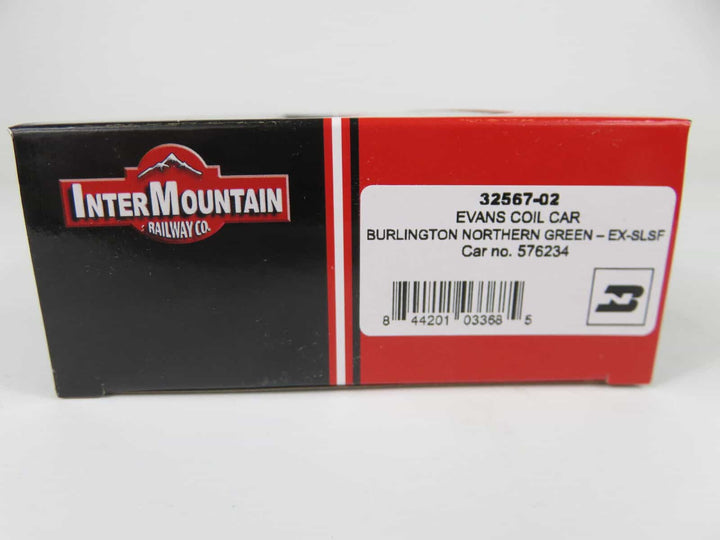 INTERMOUNTAIN
RAILWAY CO.
32567-02
EVANS COIL CAR
BURLINGTON NORTHERN GREEN – EX-SLSF
Car no. 576234
8 44201 03368 5
BN